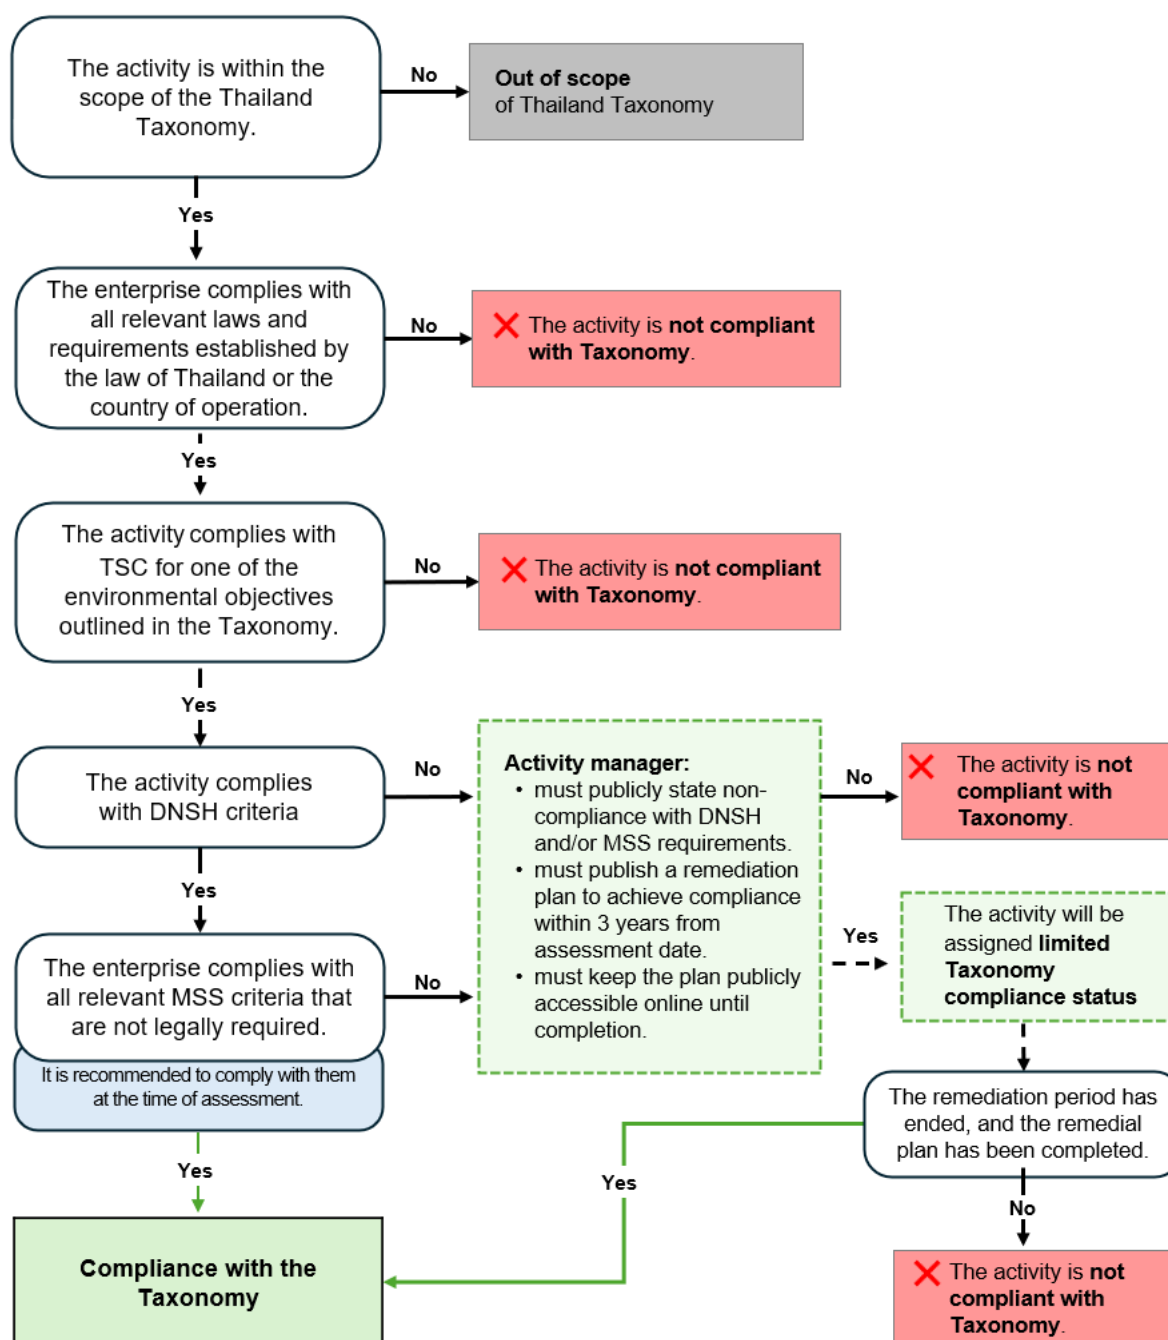 The activity is within the
scope of the Thailand
Taxonomy.
No
Out of scope
of Thailand Taxonomy
Yes
The enterprise complies with
all relevant laws and
requirements established by
the law of Thailand or the
country of operation.
No
The activity is not compliant
with Taxonomy.
Yes
The activity complies with
TSC for one of the
environmental objectives
outlined in the Taxonomy.
No
The activity is not compliant
with Taxonomy.
Yes
The activity complies
with DNSH criteria
No
Activity manager:
• must publicly state non-
compliance with DNSH
and/or MSS requirements.
• must publish a remediation
plan to achieve compliance
within 3 years from
assessment date.
• must keep the plan publicly
accessible online until
completion.
No
The activity is not
compliant with
Taxonomy.
Yes
The enterprise complies with
all relevant MSS criteria that
are not legally required.
No
It is recommended to comply with them
at the time of assessment.
Yes
The activity will be
assigned limited
Taxonomy
compliance status
The remediation period has
ended, and the remedial
plan has been completed.
Yes
Yes
No
Compliance with the
Taxonomy
The activity is not
compliant with
Taxonomy.